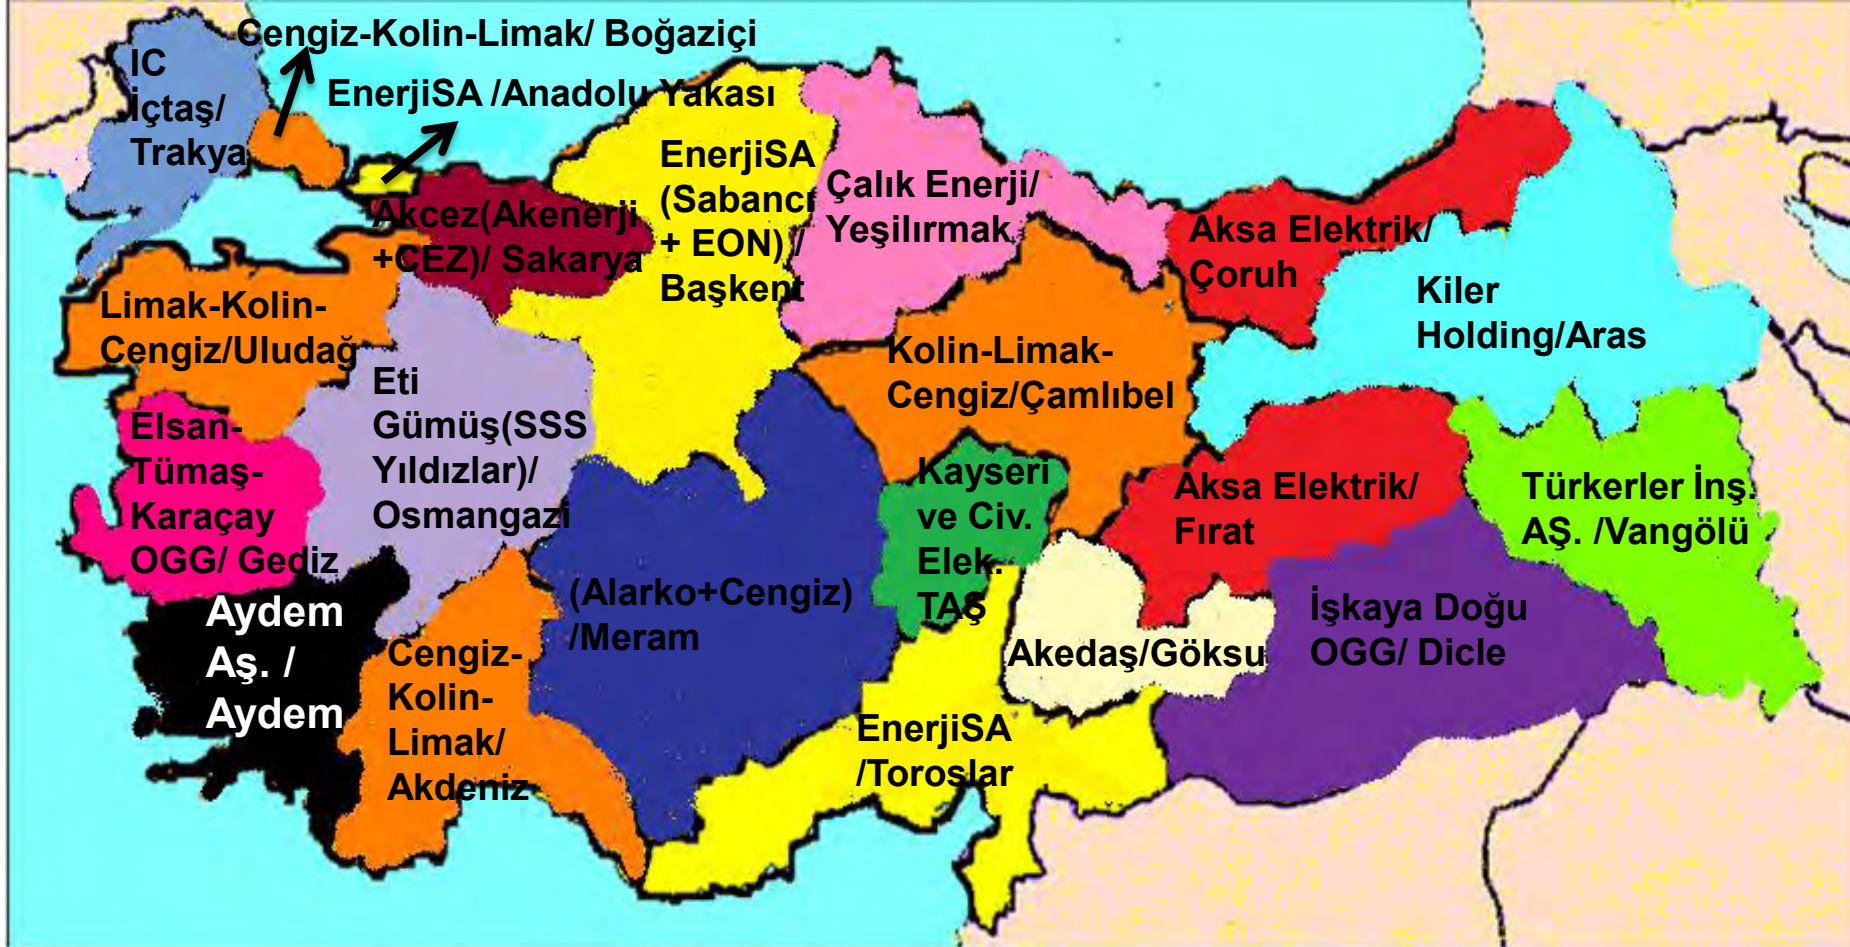 Cengiz-Kolin-Limak/ Boğaziçi
IC
İçtaş/
Trakya
EnerjiSA /Anadolu Yakası
EnerjiSA
(Sabancı
+ EON) /
Başkent
Çalık Enerji/
Yeşilırmak
Akcez(Akenerji
+CEZ)/ Sakarya
Aksa Elektrik/
Çoruh
Kiler
Holding/Aras
Limak-Kolin-
Cengiz/Uludağ
Kolin-Limak-
Cengiz/Çamlıbel
Eti
Gümüş(SSS
Yıldızlar)/
Osmangazi
Elsan-
Tümaş-
Karaçay
OGG/ Gediz
Kayseri
ve Civ.
Elek.
TAŞ
Aksa Elektrik/
Fırat
Türkerler İnş.
AŞ. /Vangölü
(Alarko+Cengiz)
/Meram
Aydem
Aş. /
Aydem
Cengiz-
Kolin-
Limak/
Akdeniz
Akedaş/Göksu
İşkaya Doğu
OGG/ Dicle
EnerjiSA
/Toroslar